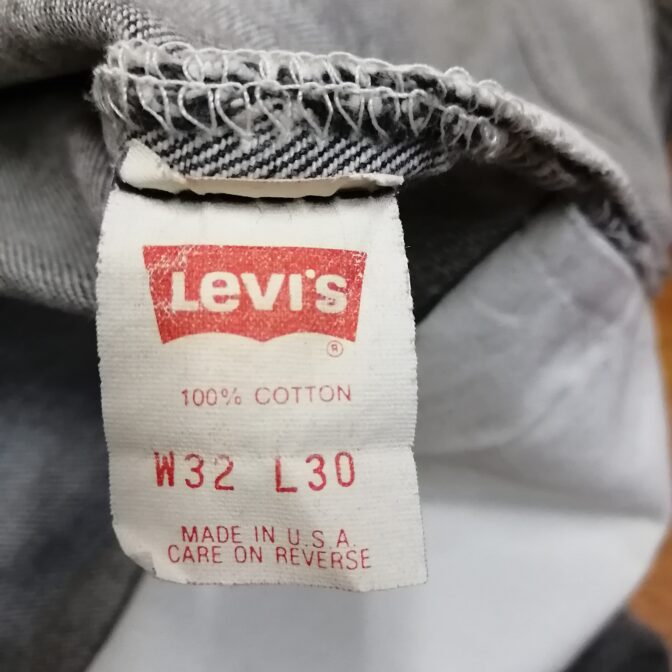 Levi's
®
100% COTTON
W32 L30
MADE IN U.S.A.
CARE ON REVERSE